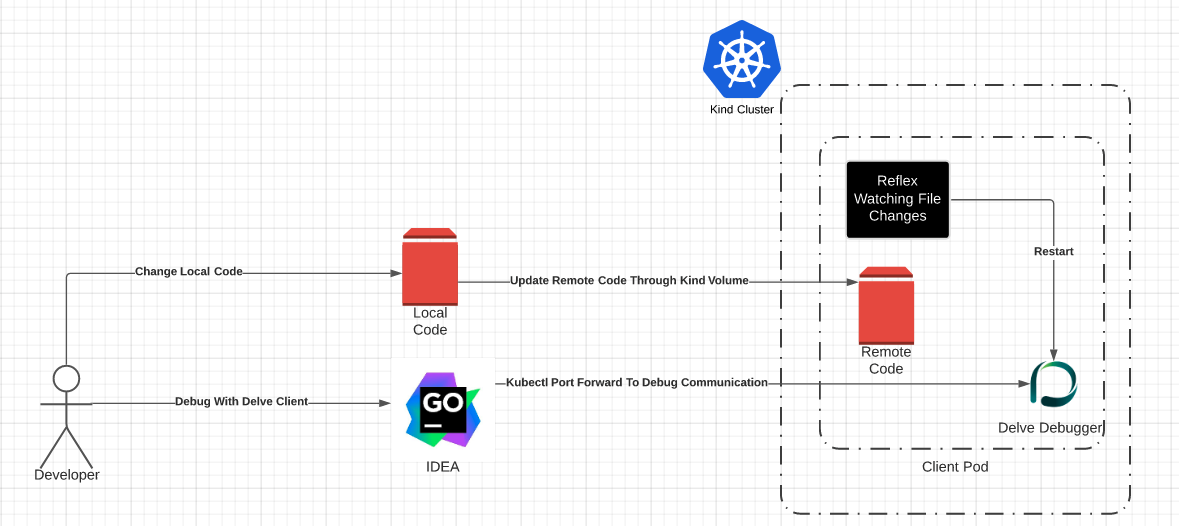 Kind Cluster
Reflex
Watching File
Changes
Restart
Change Local Code
Update Remote Code Through Kind Volume
Local
Code
Remote
Code
Kubectl Port Forward To Debug Communication
Debug With Delve Client
GO
Delve Debugger
IDEA
Client Pod
Developer